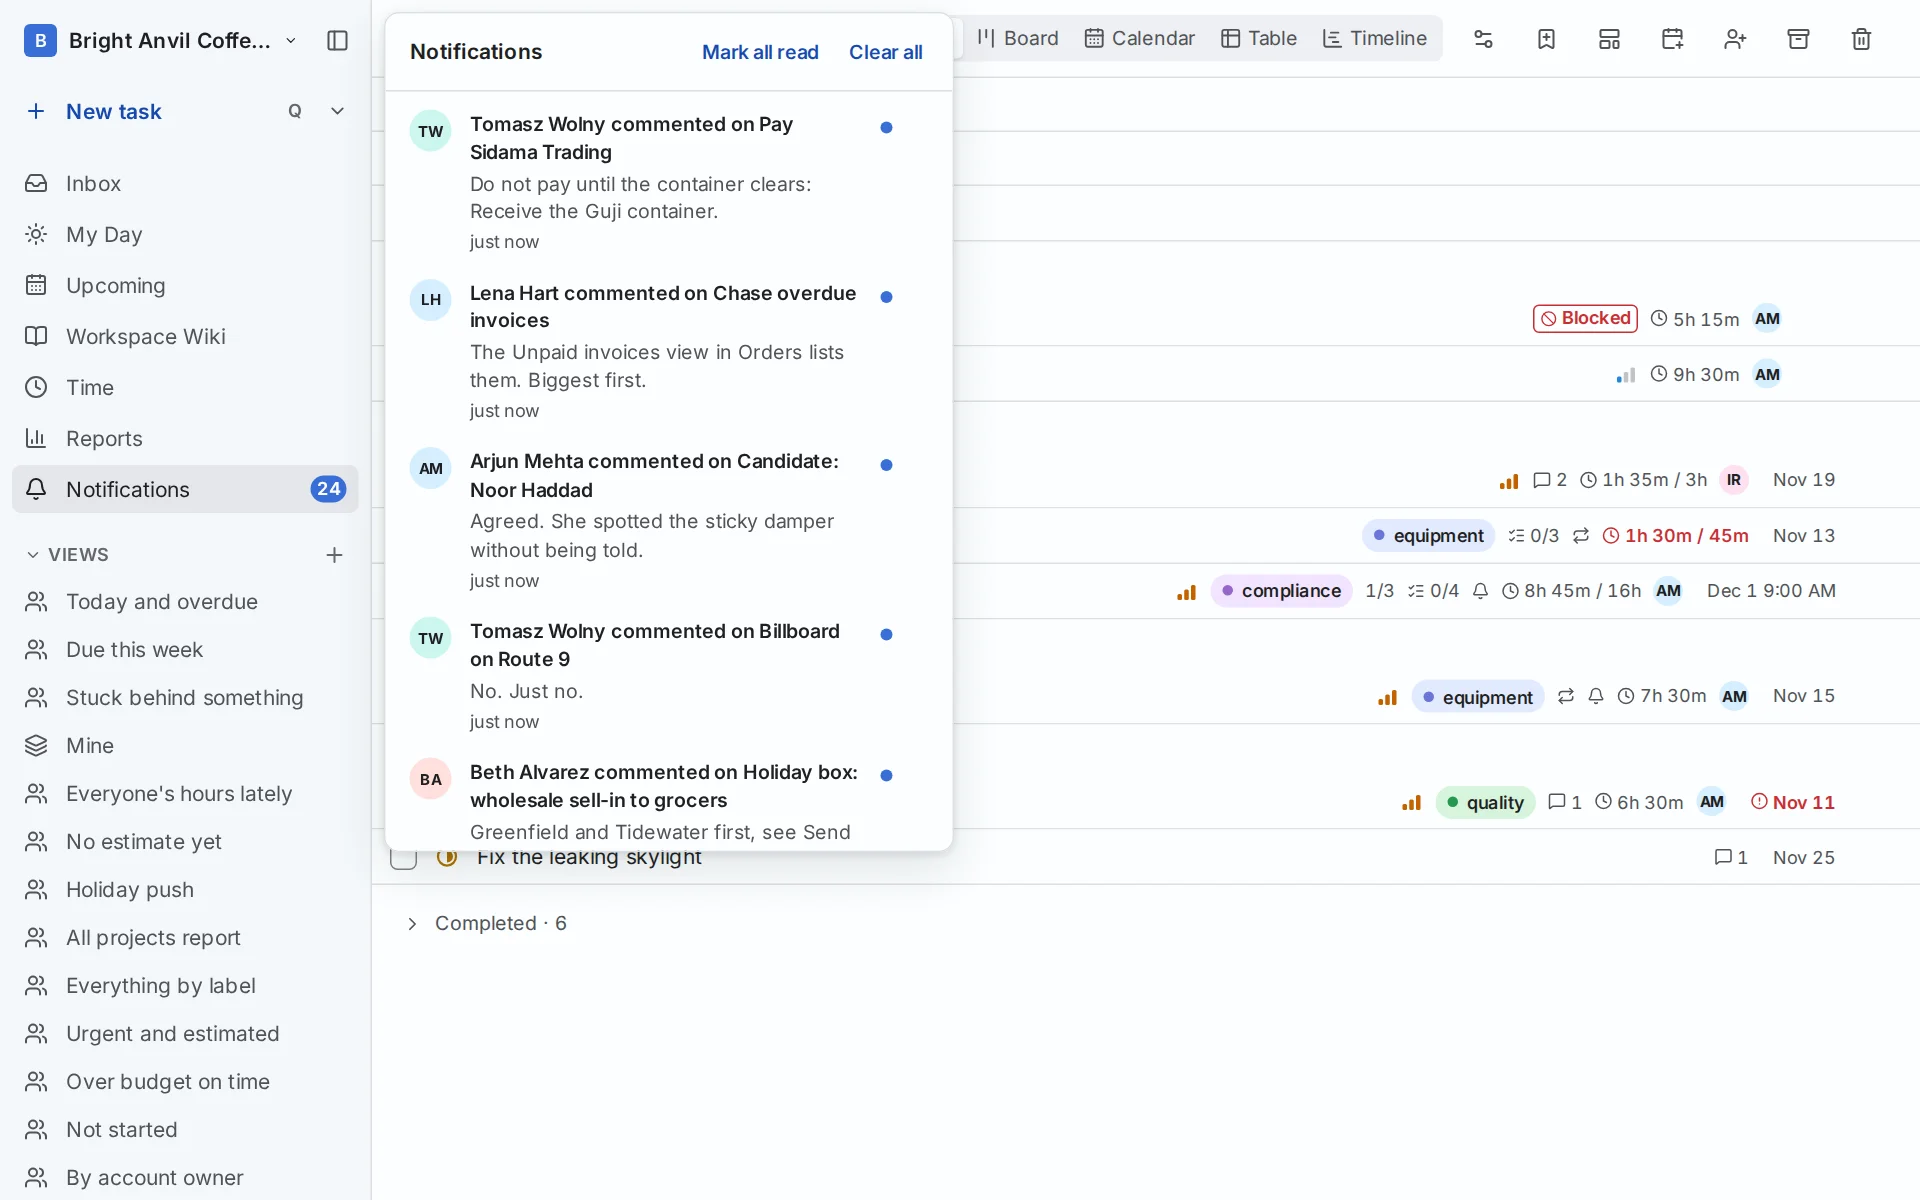 B Bright Anvil Coffe...
New task Q
Inbox
My Day
Upcoming
Workspace Wiki
Time
Reports
Notifications 24
VIEWS
Today and overdue
Due this week
Stuck behind something
Mine
Everyone's hours lately
No estimate yet
Holiday push
All projects report
Everything by label
Urgent and estimated
Over budget on time
Not started
By account owner
Notifications Mark all read Clear all
TW Tomasz Wolny commented on Pay
Sidama Trading
Do not pay until the container clears:
Receive the Guji container.
just now
LH Lena Hart commented on Chase overdue
invoices
The Unpaid invoices view in Orders lists
them. Biggest first.
just now
AM Arjun Mehta commented on Candidate:
Noor Haddad
Agreed. She spotted the sticky damper
without being told.
just now
TW Tomasz Wolny commented on Billboard
on Route 9
No. Just no.
just now
BA Beth Alvarez commented on Holiday box:
wholesale sell-in to grocers
Greenfield and Tidewater first, see Send
Board Calendar Table Timeline
Blocked 5h 15m AM
9h 30m AM
2 1h 35m / 3h IR Nov 19
equipment 0/3 1h 30m / 45m Nov 13
compliance 1/3 0/4 8h 45m / 16h AM Dec 1 9:00 AM
equipment 7h 30m AM Nov 15
quality 1 6h 30m AM Nov 11
Fix the leaking skylight 1 Nov 25
Completed · 6